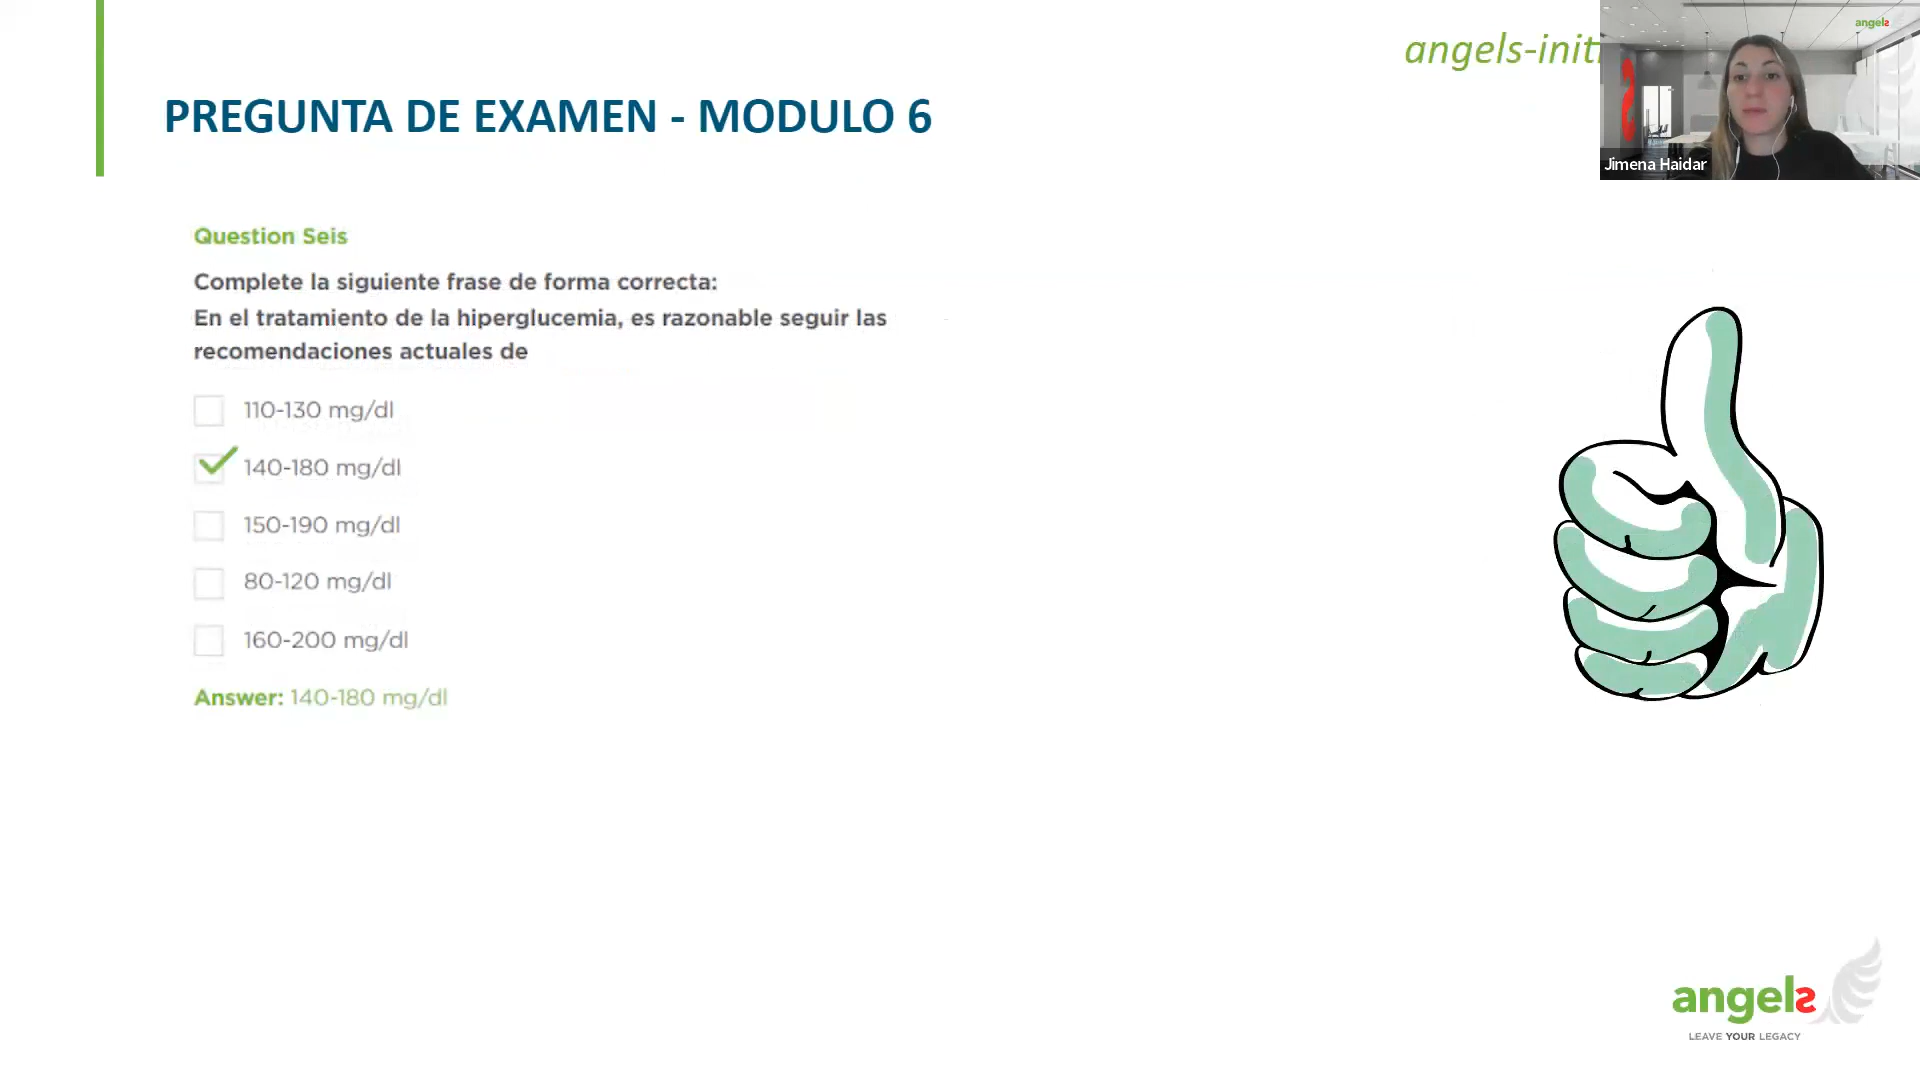 angels-init
angels
PREGUNTA DE EXAMEN - MODULO 6
Jimena Haidar
Question Seis
Complete la siguiente frase de forma correcta:
En el tratamiento de la hiperglucemia, es razonable seguir las
recomendaciones actuales de
110-130 mg/dl
140-180 mg/dl
150-190 mg/dl
80-120 mg/dl
160-200 mg/dl
Answer: 140-180 mg/dl
angels
LEAVE YOUR LEGACY